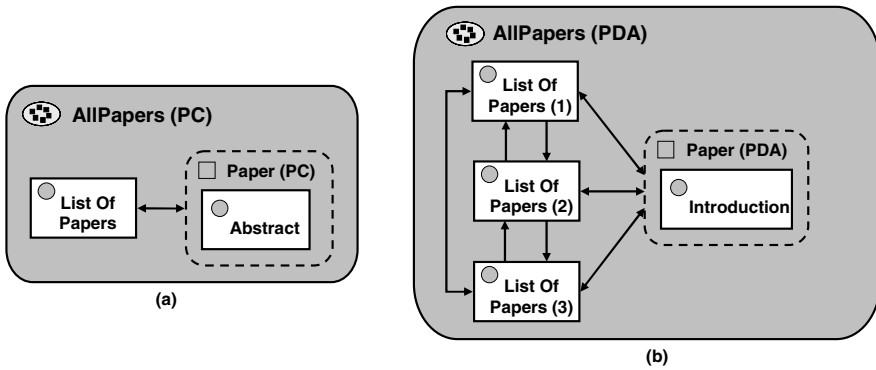 AllPapers (PC)
List Of
Papers
Paper (PC)
Abstract
(a)
AllPapers (PDA)
List Of
Papers (1)
List Of
Papers (2)
List Of
Papers (3)
Paper (PDA)
Introduction
(b)